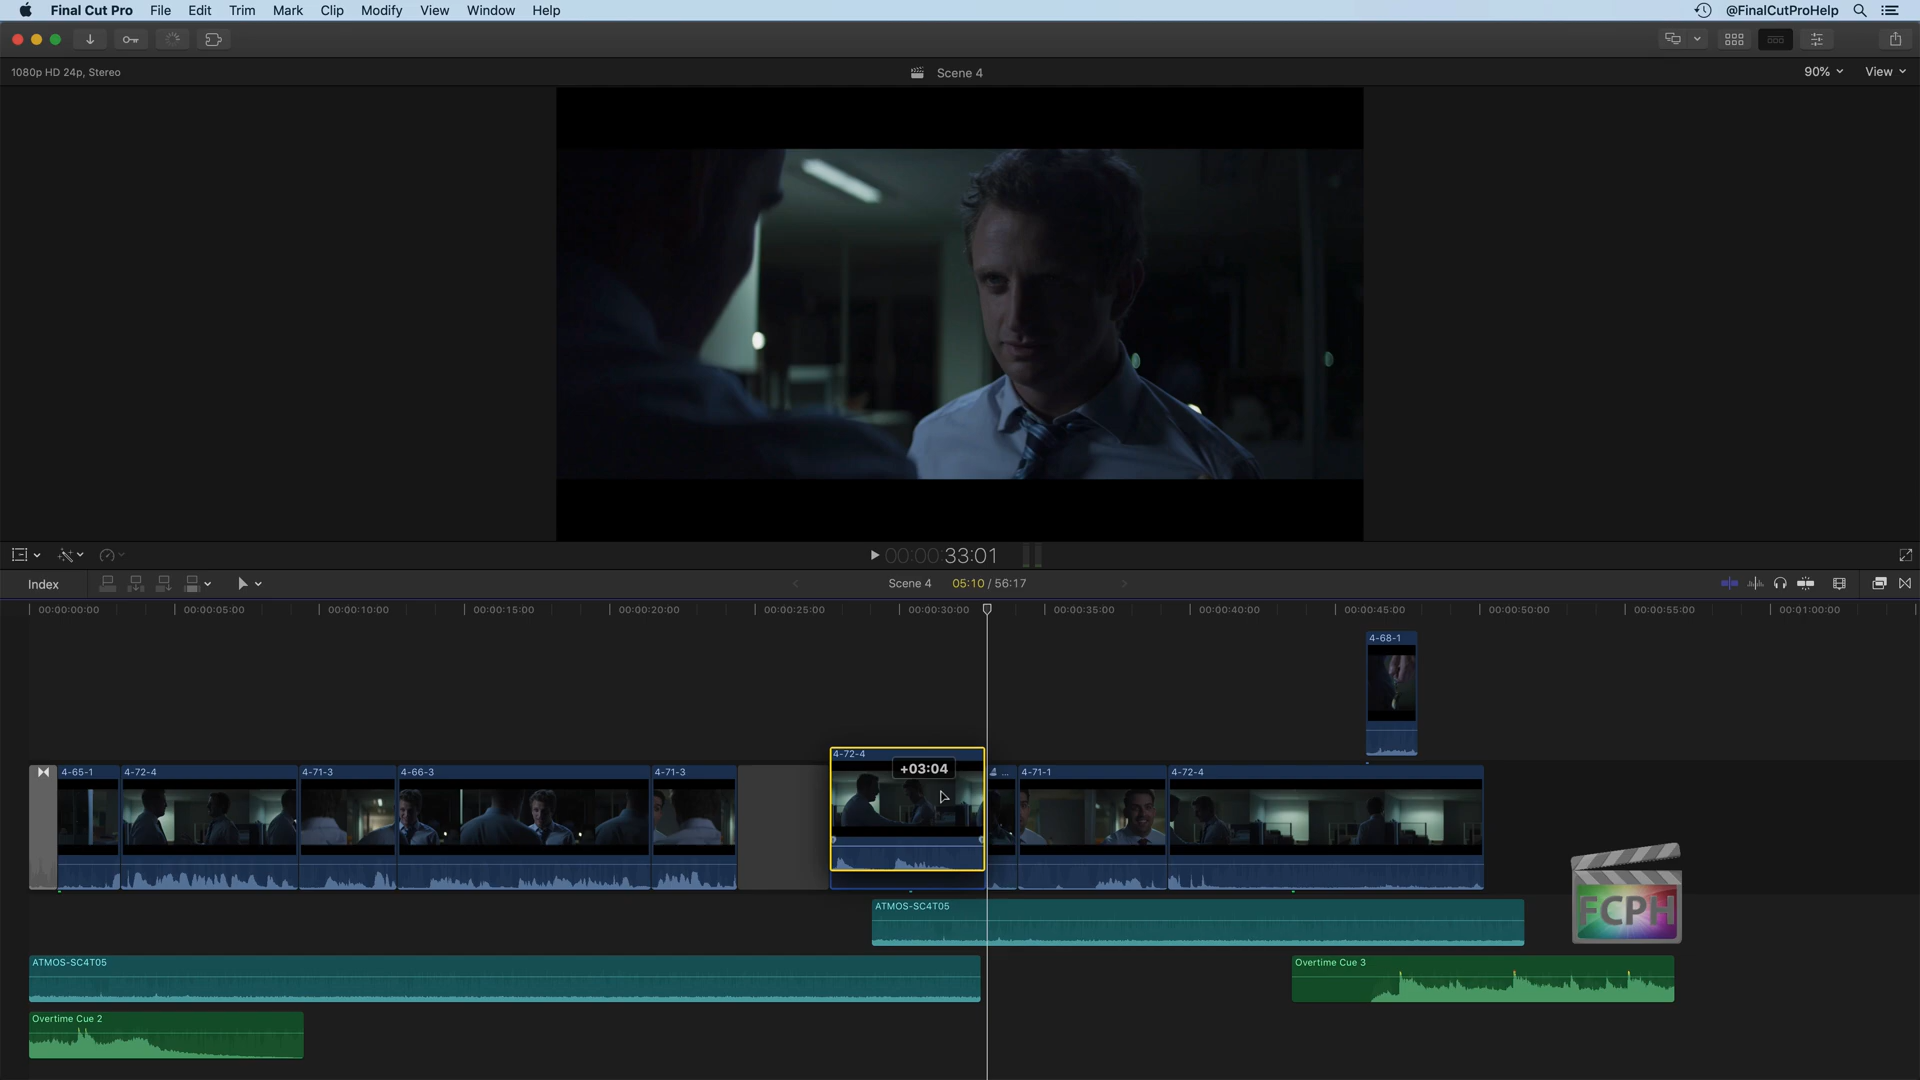 Final Cut Pro File Edit Trim Mark Clip Modify View Window Help @FinalCutProHelp
1080p HD 24p, Stereo Scene 4 90% View
00:00:00:33:01
Index Scene 4 05:10 / 56:17
00:00:00:00 00:00:05:00 00:00:10:00 00:00:15:00 00:00:20:00 00:00:25:00 00:00:30:00 00:00:35:00 00:00:40:00 00:00:45:00 00:00:50:00 00:00:55:00 00:01:00:00
4-68-1
4-72-4
+03:04
4-65-1 4-72-4 4-71-3 4-66-3 4-71-3 ... 4-71-1 4-72-4
FCPH
ATMOS-SC4T05
ATMOS-SC4T05 Overtime Cue 3
Overtime Cue 2